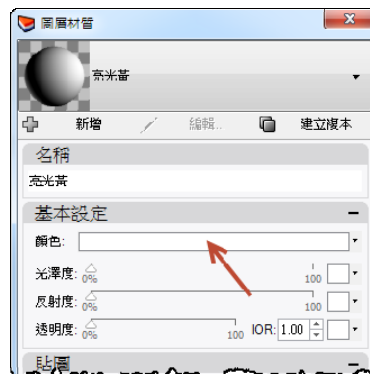 圖層材質
亮光黃
新增 編輯... 建立複本
名稱
亮光黃
基本設定
顏色:
光澤度: 0% 100
反射度: 0% 100
透明度: 0% 100 IOR: 1.00
貼圖